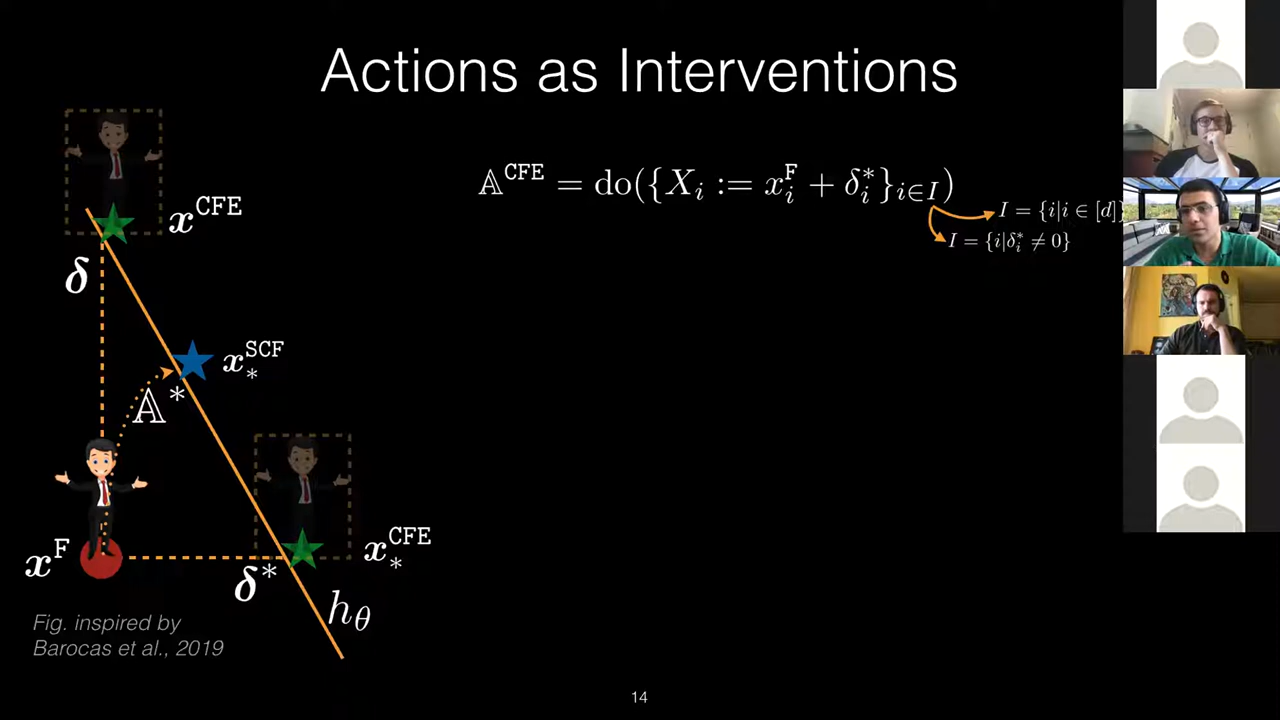 Actions as Interventions
𝔸^CFE = do({X_i := x_i^F + δ_i^*}_{i∈I})
I = {i|i ∈ [d]}
I = {i|δ_i^* ≠ 0}
x^CFE
δ
x_*^SCF
𝔸^*
x_*^CFE
x^F
δ^*
h_θ
Fig. inspired by
Barocas et al., 2019
14